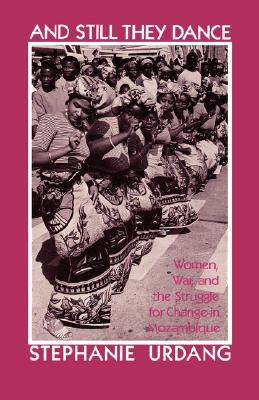 AND STILL THEY DANCE
Women,
War, and
the Struggle
for Change in
Mozambique
STEPHANIE URDANG